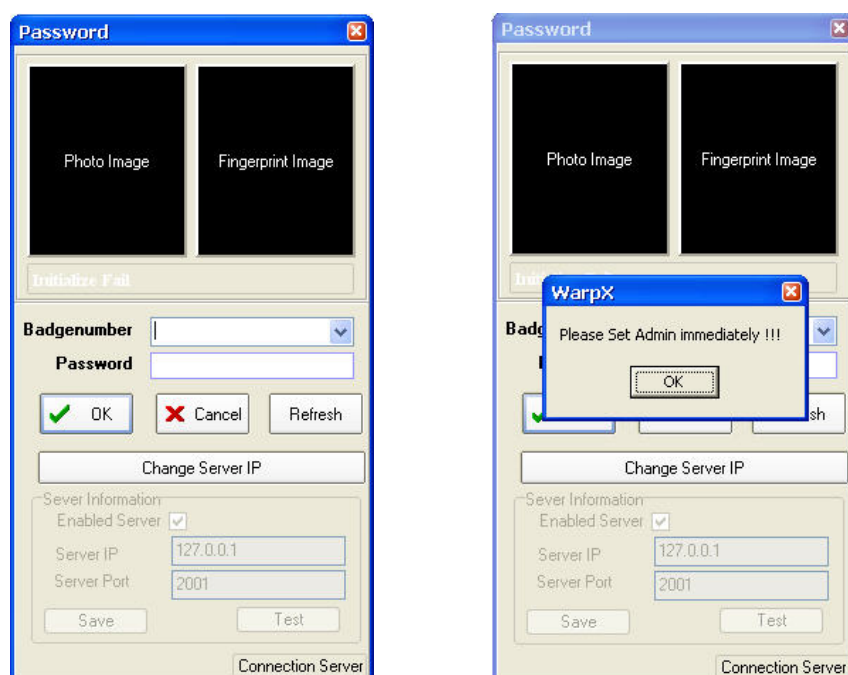 Password
Photo Image
Fingerprint Image
Initialize Fail
Badgenumber
Password
OK
Cancel
Refresh
Change Server IP
Sever Information
Enabled Server
Server IP
127.0.0.1
Server Port
2001
Save
Test
Connection Server
Password
Photo Image
Fingerprint Image
WarpX
Please Set Admin immediately !!!
OK
Badg
sh
Change Server IP
Sever Information
Enabled Server
Server IP
127.0.0.1
Server Port
2001
Save
Test
Connection Server